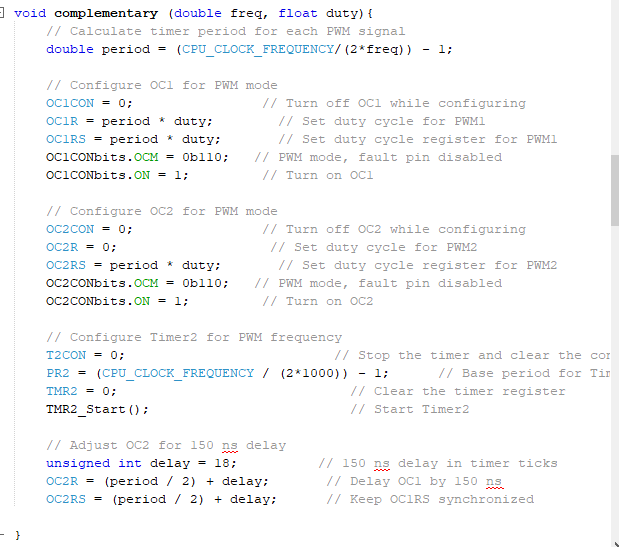 void complementary (double freq, float duty){
// Calculate timer period for each PWM signal
double period = (CPU_CLOCK_FREQUENCY/(2*freq)) - 1;
// Configure OC1 for PWM mode
OC1CON = 0; // Turn off OC1 while configuring
OC1R = period * duty; // Set duty cycle for PWM1
OC1RS = period * duty; // Set duty cycle register for PWM1
OC1CONbits.OCM = 0b110; // PWM mode, fault pin disabled
OC1CONbits.ON = 1; // Turn on OC1
// Configure OC2 for PWM mode
OC2CON = 0; // Turn off OC2 while configuring
OC2R = 0; // Set duty cycle for PWM2
OC2RS = period * duty; // Set duty cycle register for PWM2
OC2CONbits.OCM = 0b110; // PWM mode, fault pin disabled
OC2CONbits.ON = 1; // Turn on OC2
// Configure Timer2 for PWM frequency
T2CON = 0; // Stop the timer and clear the
PR2 = (CPU_CLOCK_FREQUENCY / (2*1000)) - 1; // Base period for
TMR2 = 0; // Clear the timer register
TMR2_Start(); // Start Timer2
// Adjust OC2 for 150 ns delay
unsigned int delay = 18; // 150 ns delay in timer ticks
OC2R = (period / 2) + delay; // Delay OC1 by 150 ns
OC2RS = (period / 2) + delay; // Keep OC1RS synchronized
}